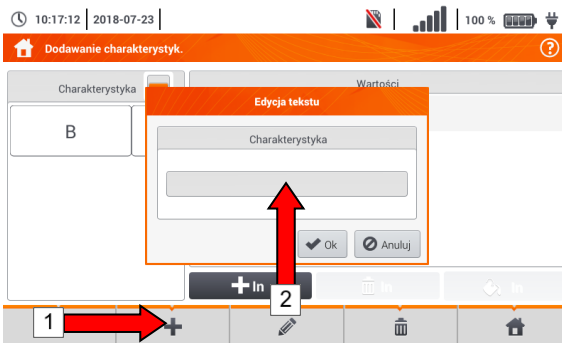 10:17:12 2018-07-23 100 %
Dodawanie charakterystyk. ?
Charakterystyka Wartości
Edycja tekstu
Charakterystyka
B
Ok Anuluj
In In In
2
1